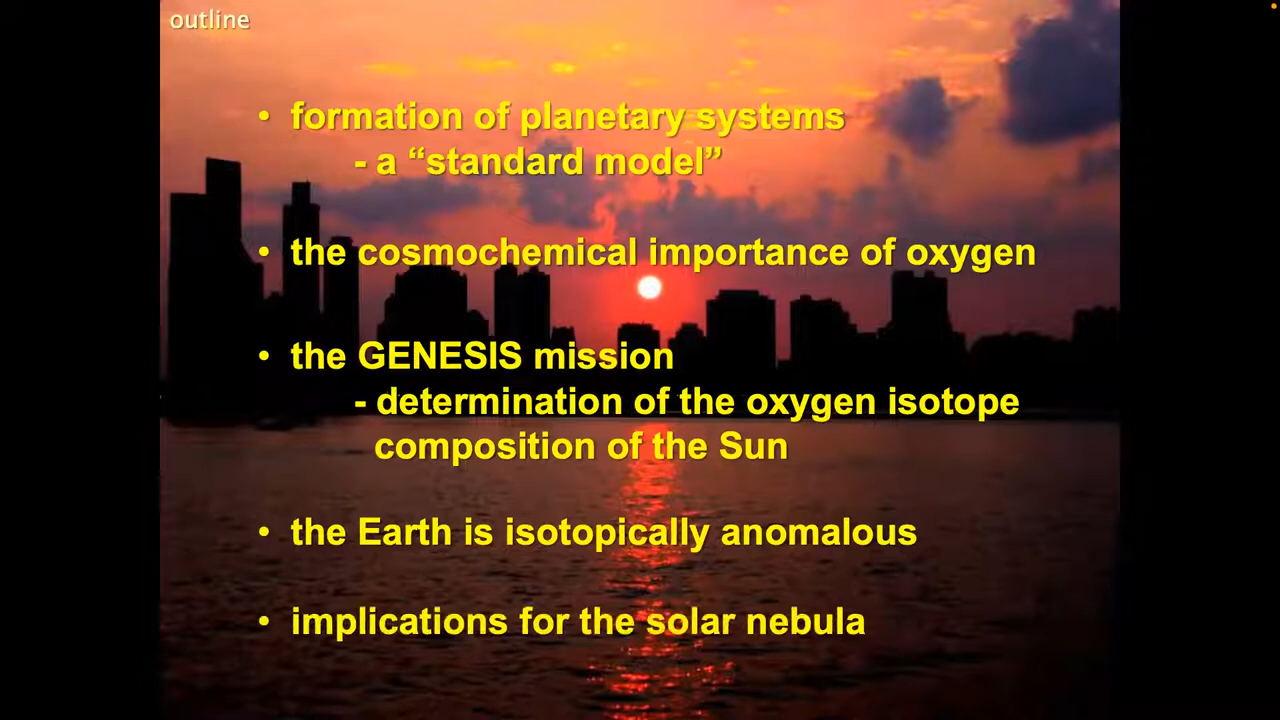 outline
• formation of planetary systems
- a “standard model”
• the cosmochemical importance of oxygen
• the GENESIS mission
- determination of the oxygen isotope
composition of the Sun
• the Earth is isotopically anomalous
• implications for the solar nebula